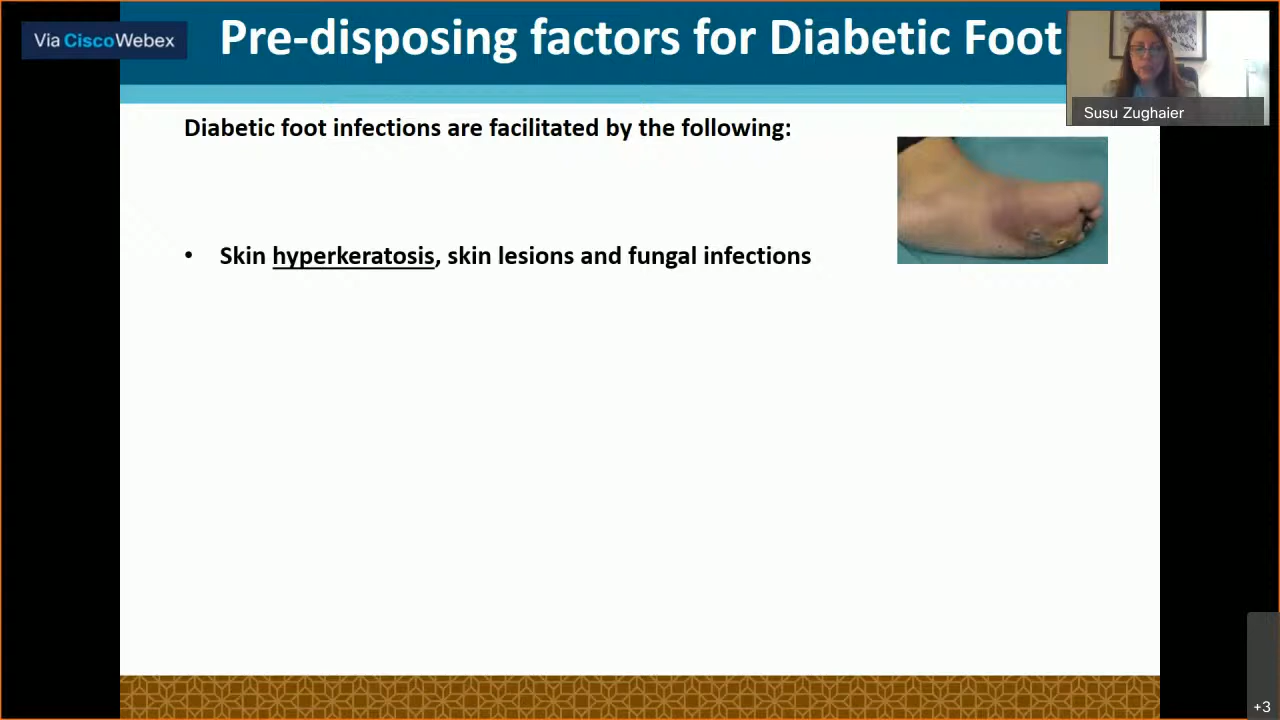 Via CiscoWebex
Pre-disposing factors for Diabetic Foot
Susu Zughaier
Diabetic foot infections are facilitated by the following:
• Skin hyperkeratosis, skin lesions and fungal infections
+3